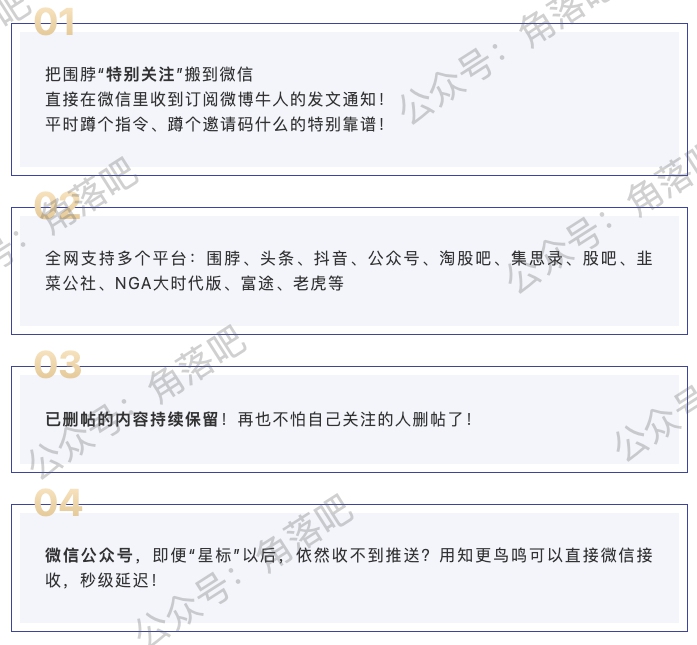 01
把围脖“特别关注”搬到微信
直接在微信里收到订阅微博牛人的发文通知！
平时蹲个指令、蹲个邀请码什么的特别靠谱！
02
全网支持多个平台：围脖、头条、抖音、公众号、淘股吧、集思录、股吧、韭
菜公社、NGA大时代版、富途、老虎等
03
已删帖的内容持续保留！再也不怕自己关注的人删帖了！
04
微信公众号，即便“星标”以后，依然收不到推送？用知更鸟鸣可以直接微信接
收，秒级延迟！
公众号：角落吧
号：角落吧
公众号：角落吧
公众号：角落吧
公众号
公众号：角落吧